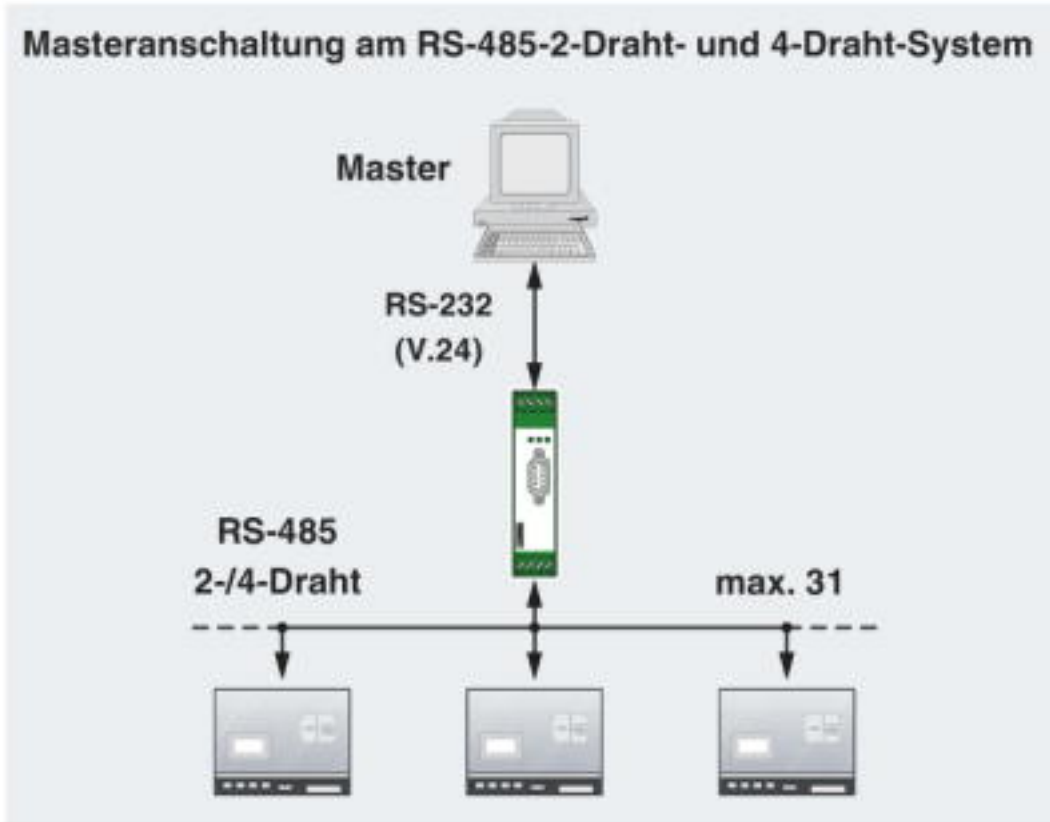 Masteranschaltung am RS-485-2-Draht- und 4-Draht-System
Master
RS-232
(V.24)
RS-485
2-/4-Draht
max. 31